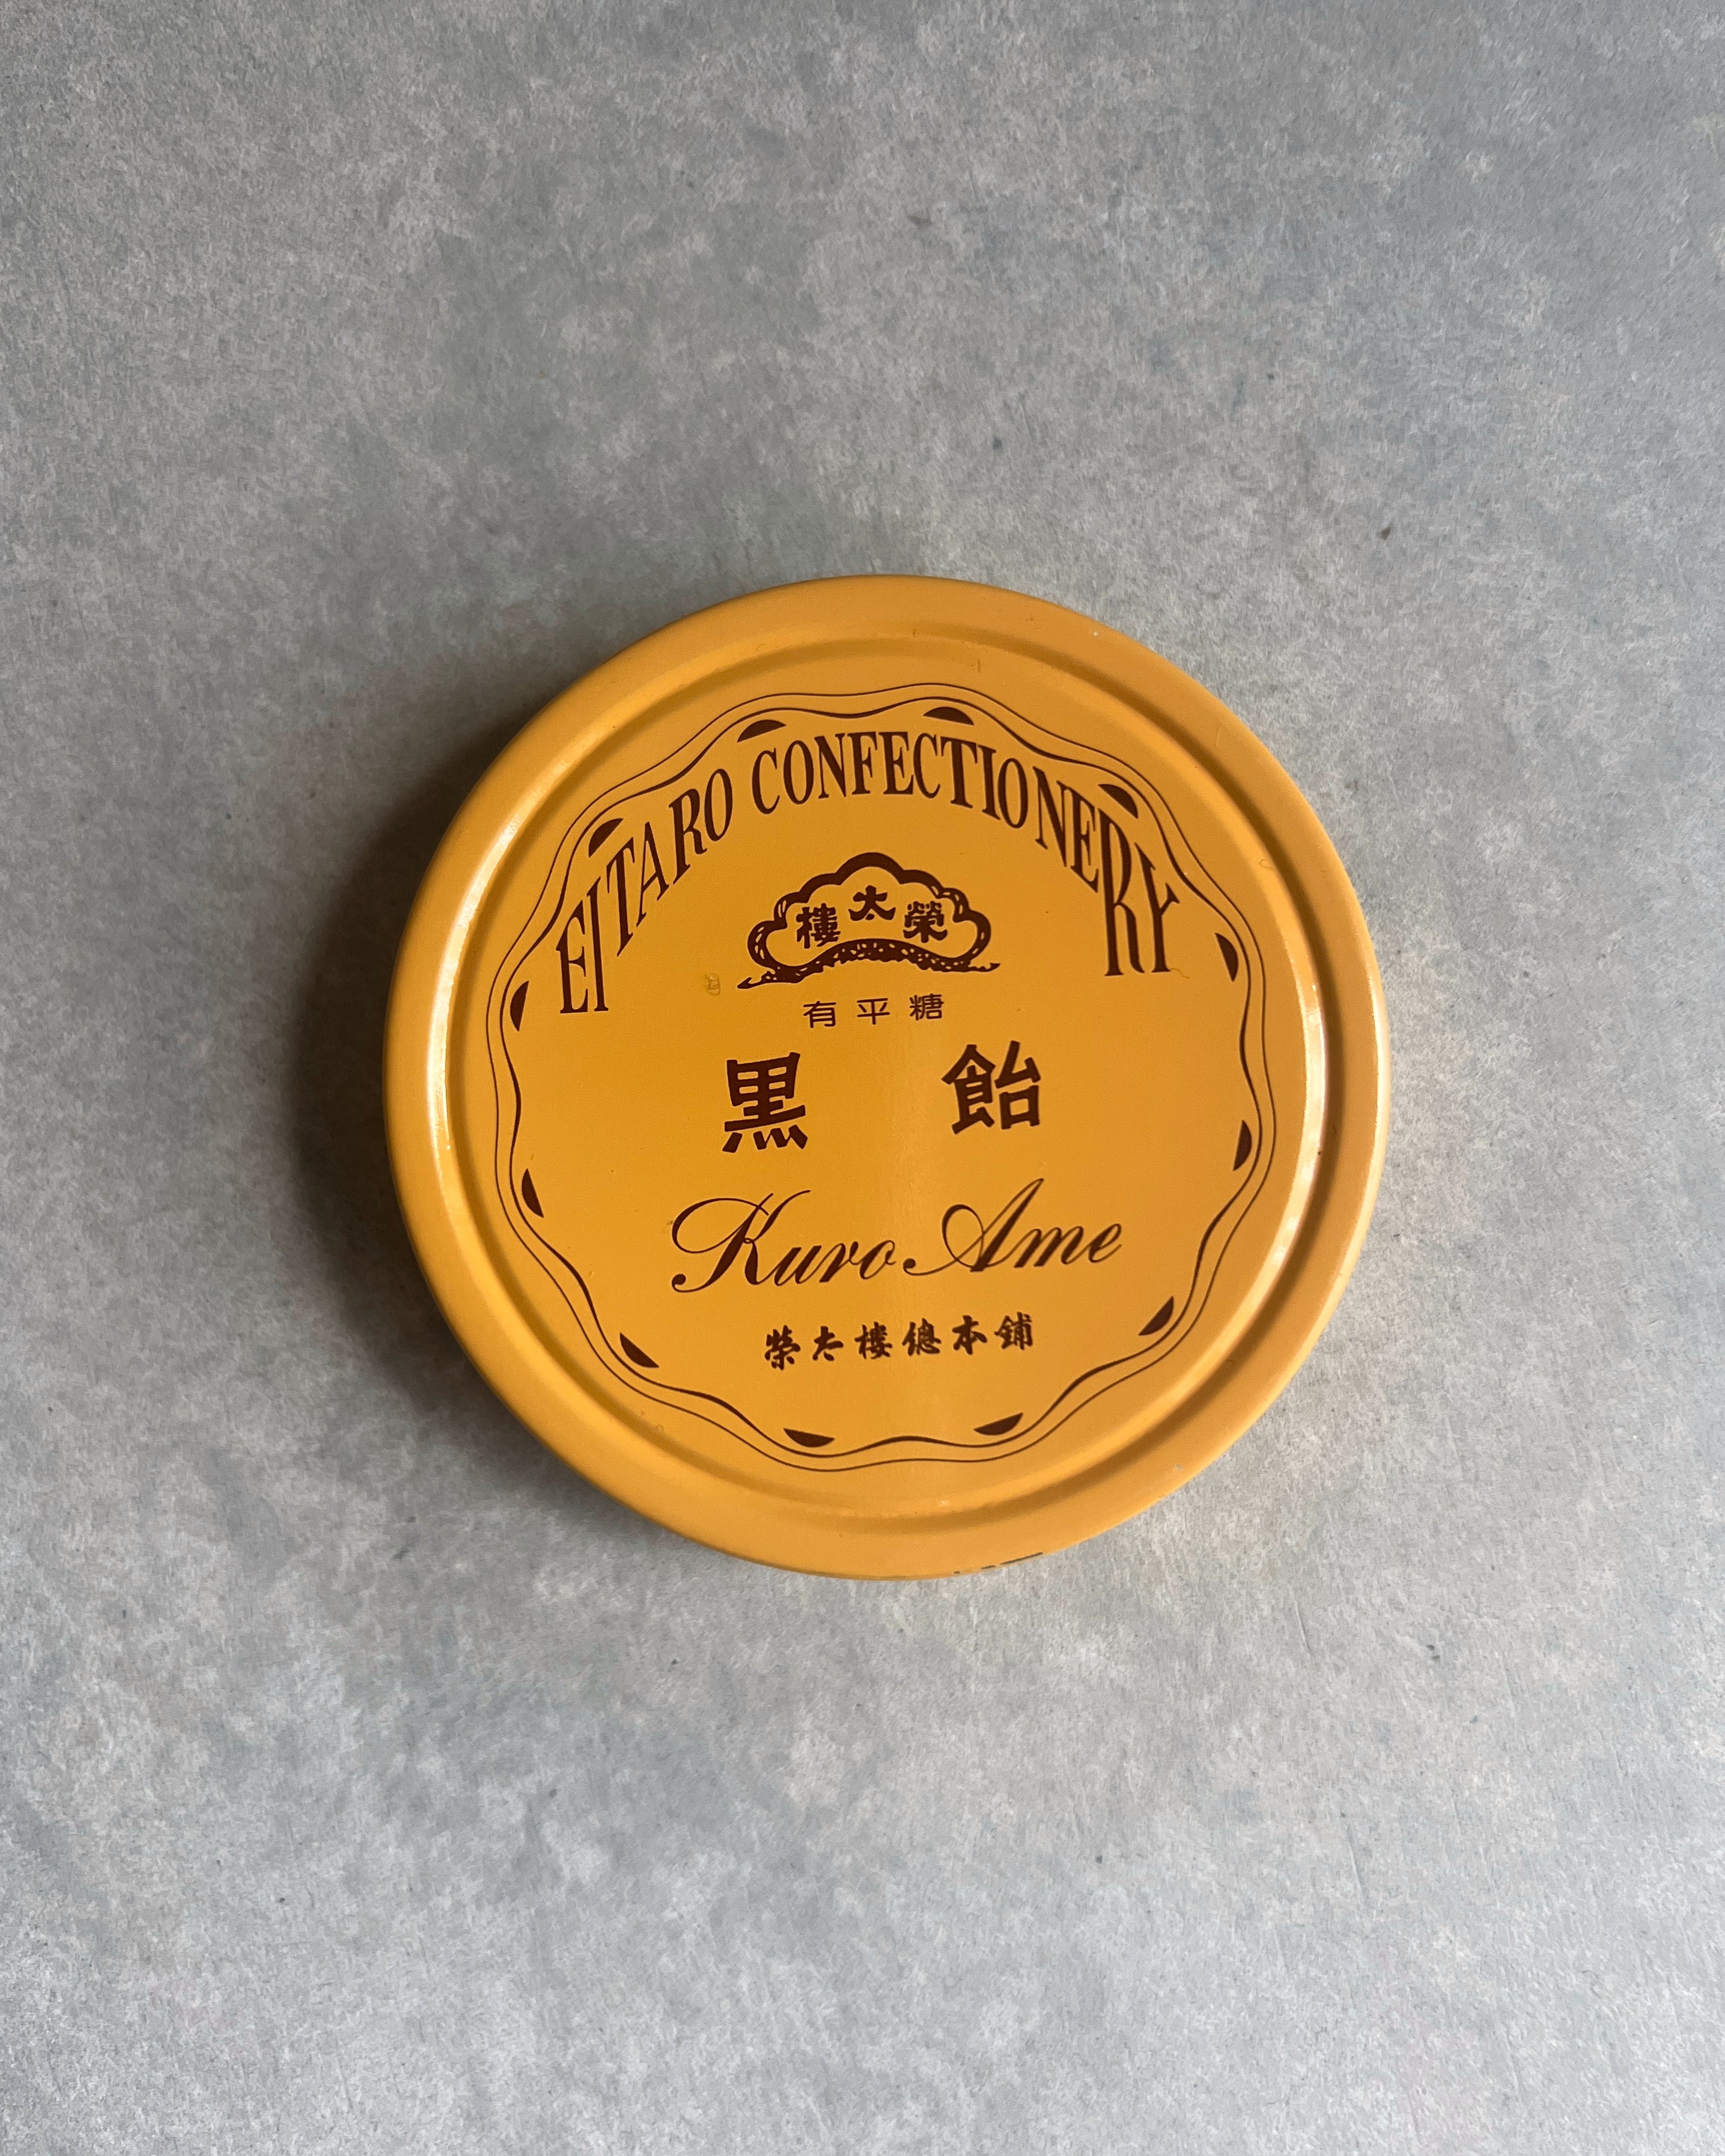 EITARO CONFECTIONERY
樓太榮
有平糖
黒飴
Kuro Ame
榮太樓總本鋪